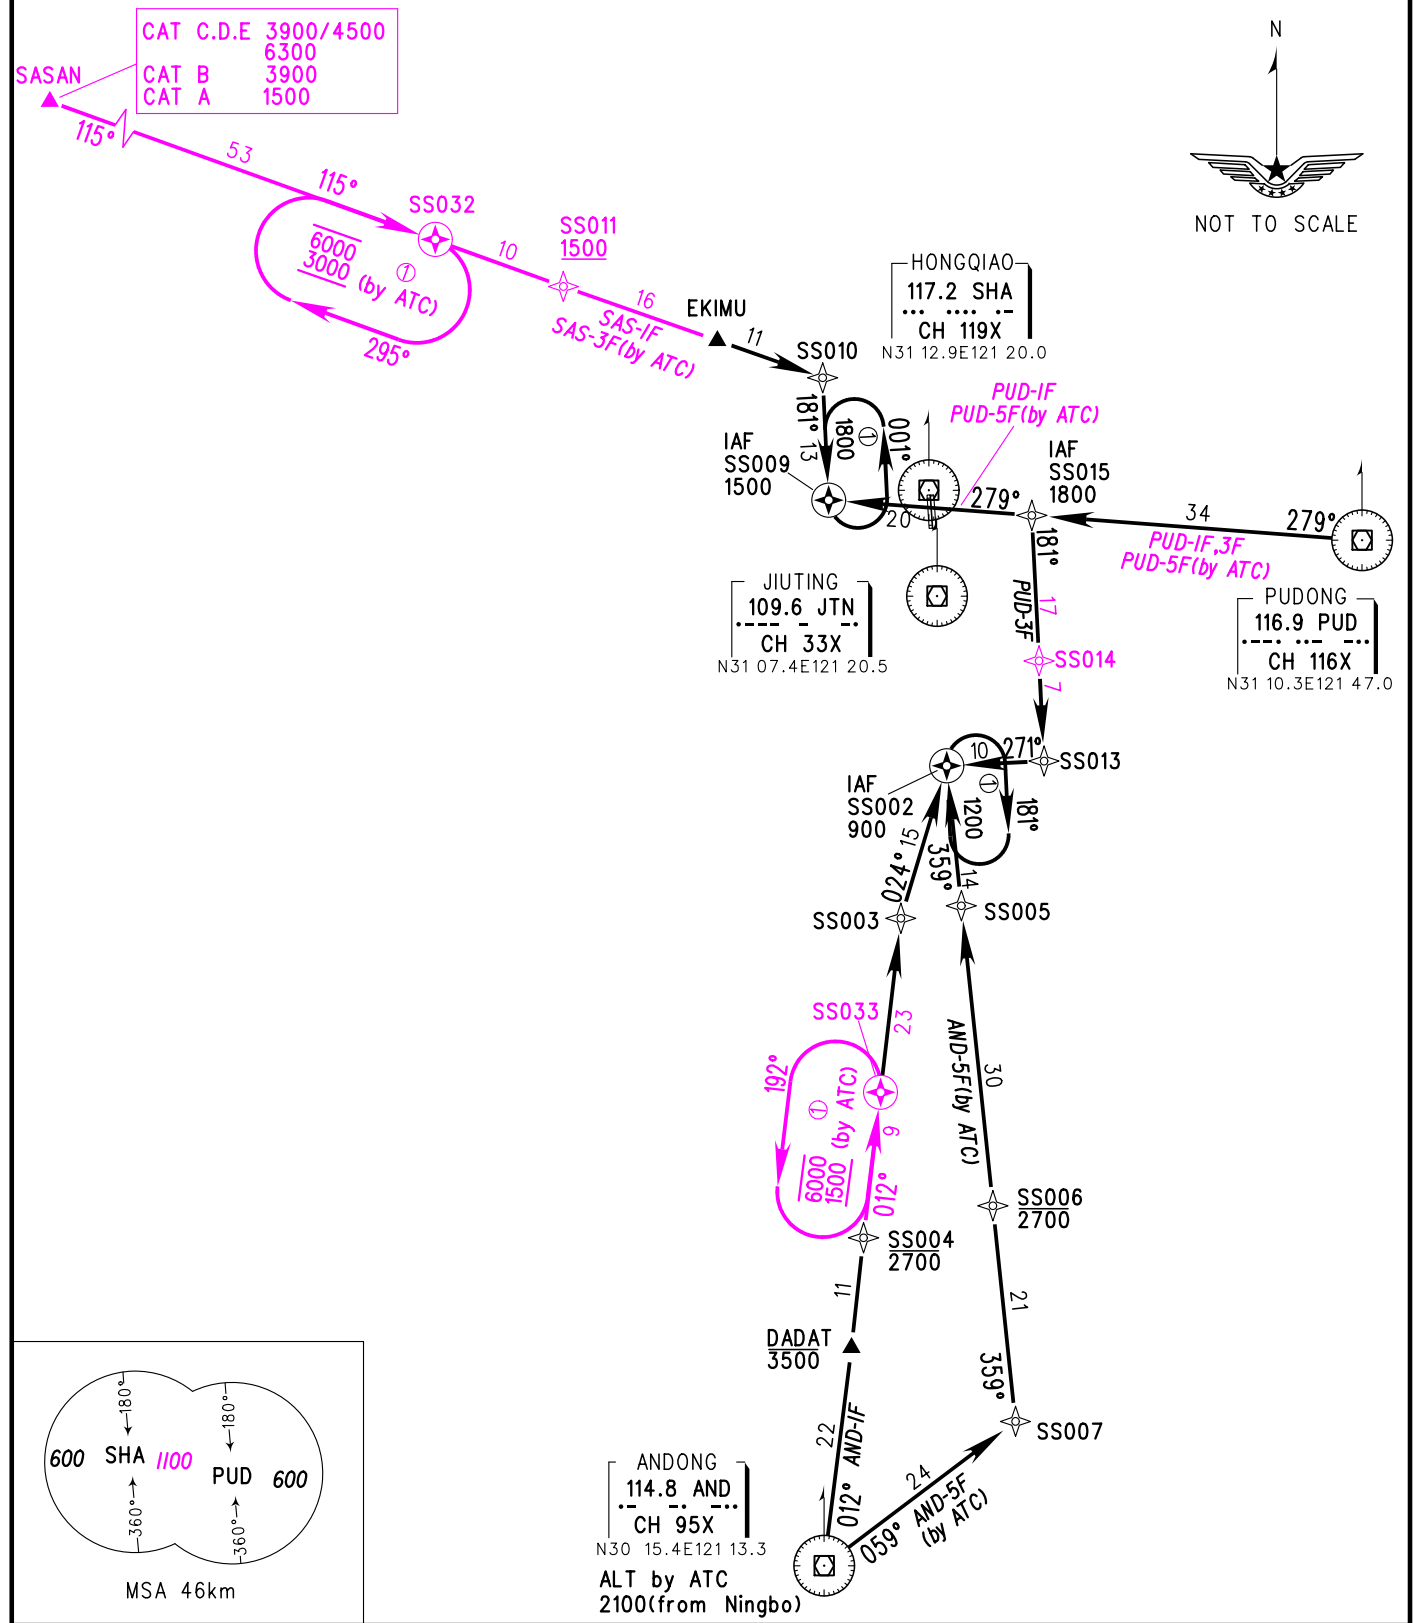 CAT C.D.E 3900/4500
6300
CAT B 3900
CAT A 1500
SASAN
115°
53
115°
SS032
6000
3000 (by ATC)
①
295°
10
SS011
1500
16
SAS-1F
SAS-3F(by ATC)
EKIMU
11
SS010
181°
13
1800
①
001°
IAF
SS009
1500
N
NOT TO SCALE
HONGQIAO
117.2 SHA
CH 119X
N31 12.9E121 20.0
PUD-1F
PUD-5F(by ATC)
20
279°
IAF
SS015
1800
34
279°
PUD-1F,3F
PUD-5F(by ATC)
181°
17
PUD-3F
JIUTING
109.6 JTN
CH 33X
N31 07.4E121 20.5
PUDONG
116.9 PUD
CH 116X
N31 10.3E121 47.0
SS014
7
10
271°
SS013
①
181°
IAF
SS002
900
1200
15
024°
359°
14
SS003
SS005
SS033
23
192°
①
6000
1500 (by ATC)
9
012°
AND-5F(by ATC)
30
SS004
2700
SS006
2700
11
21
DADAT
3500
359°
SS007
22
AND-1F
012°
24
059°
AND-5F
(by ATC)
ANDONG
114.8 AND
CH 95X
N30 15.4E121 13.3
ALT by ATC
2100(from Ningbo)
180°
180°
600 SHA 1100 PUD 600
360°
360°
MSA 46km